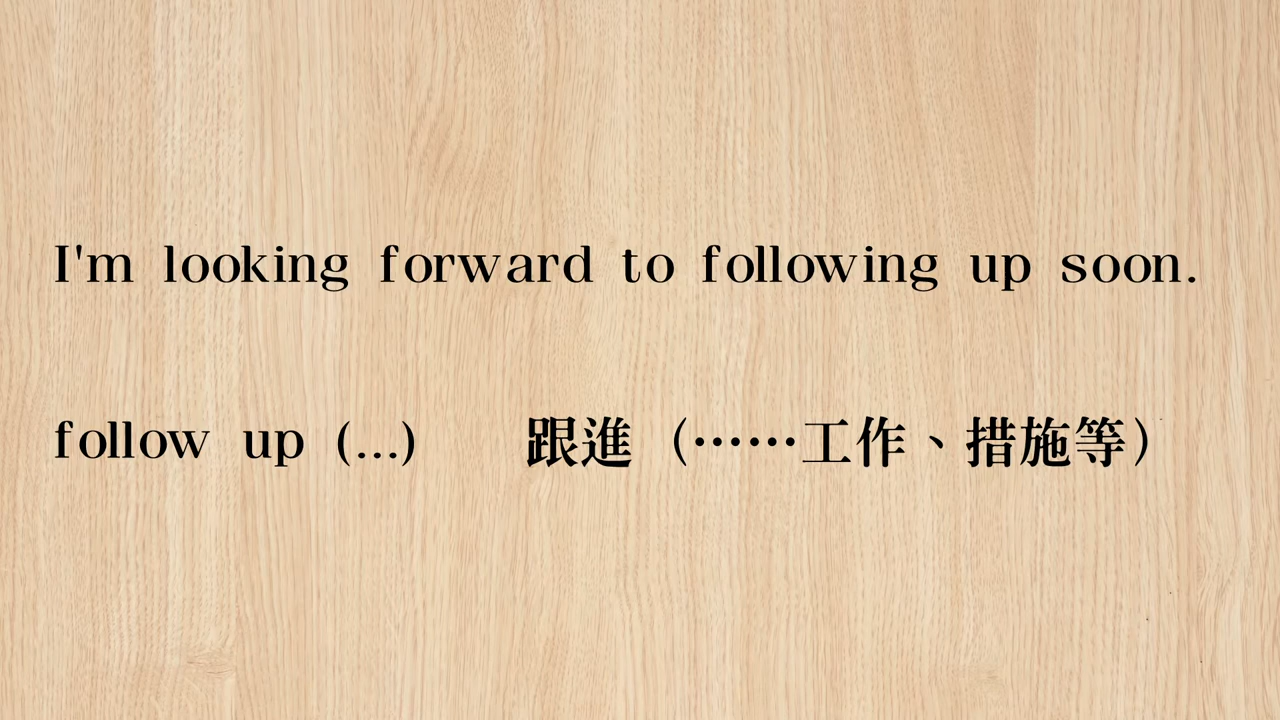 I'm looking forward to following up soon.
follow up (...) 跟進（⋯⋯工作、措施等）